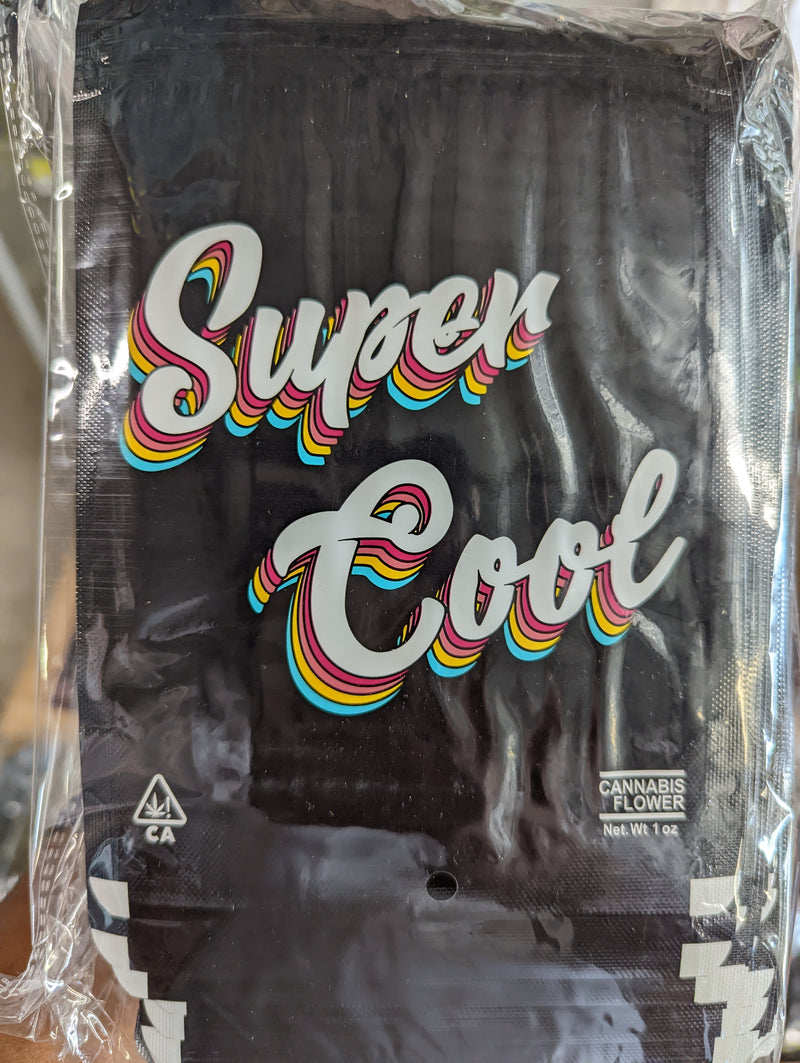 Super
Cool
CA
CANNABIS
FLOWER
Net. Wt 1 oz